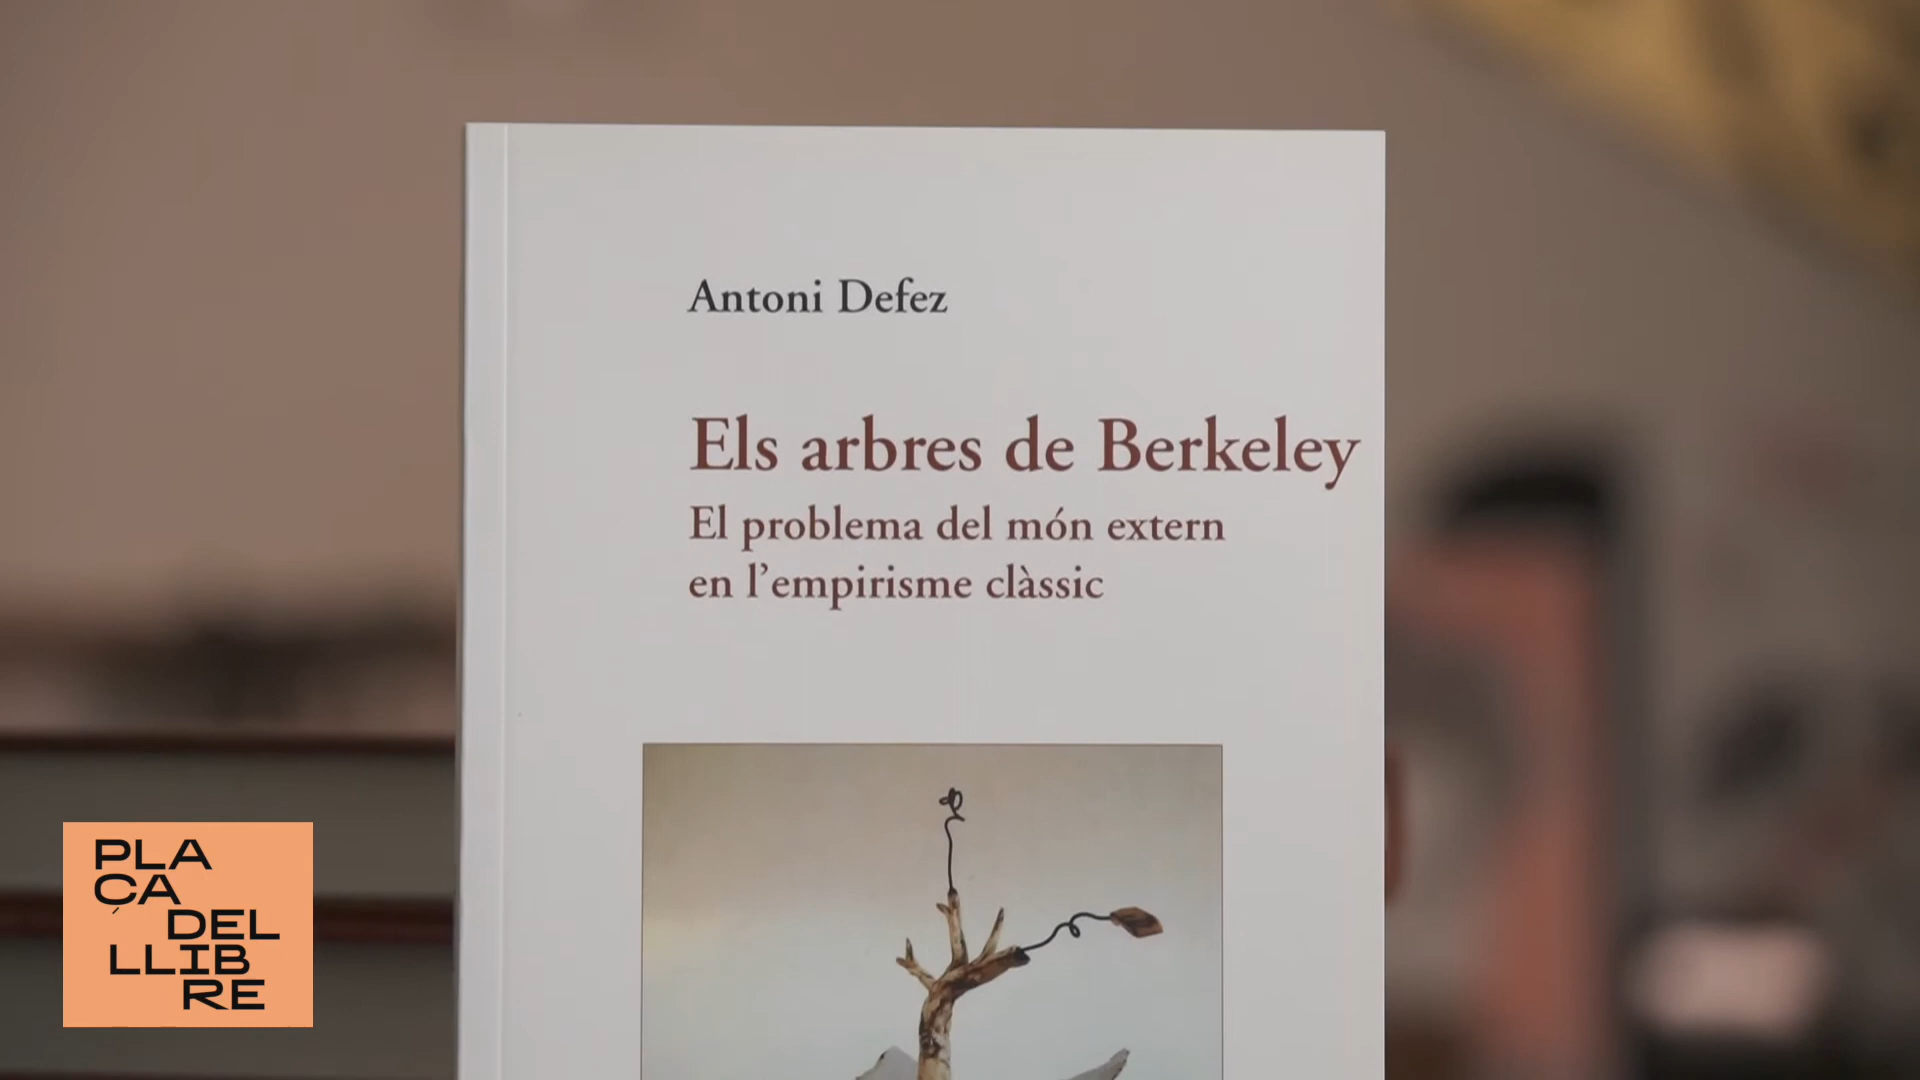 Antoni Defez
Els arbres de Berkeley
El problema del món extern
en l’empirisme clàssic
PLA
ÇA
DEL
LLIB
RE